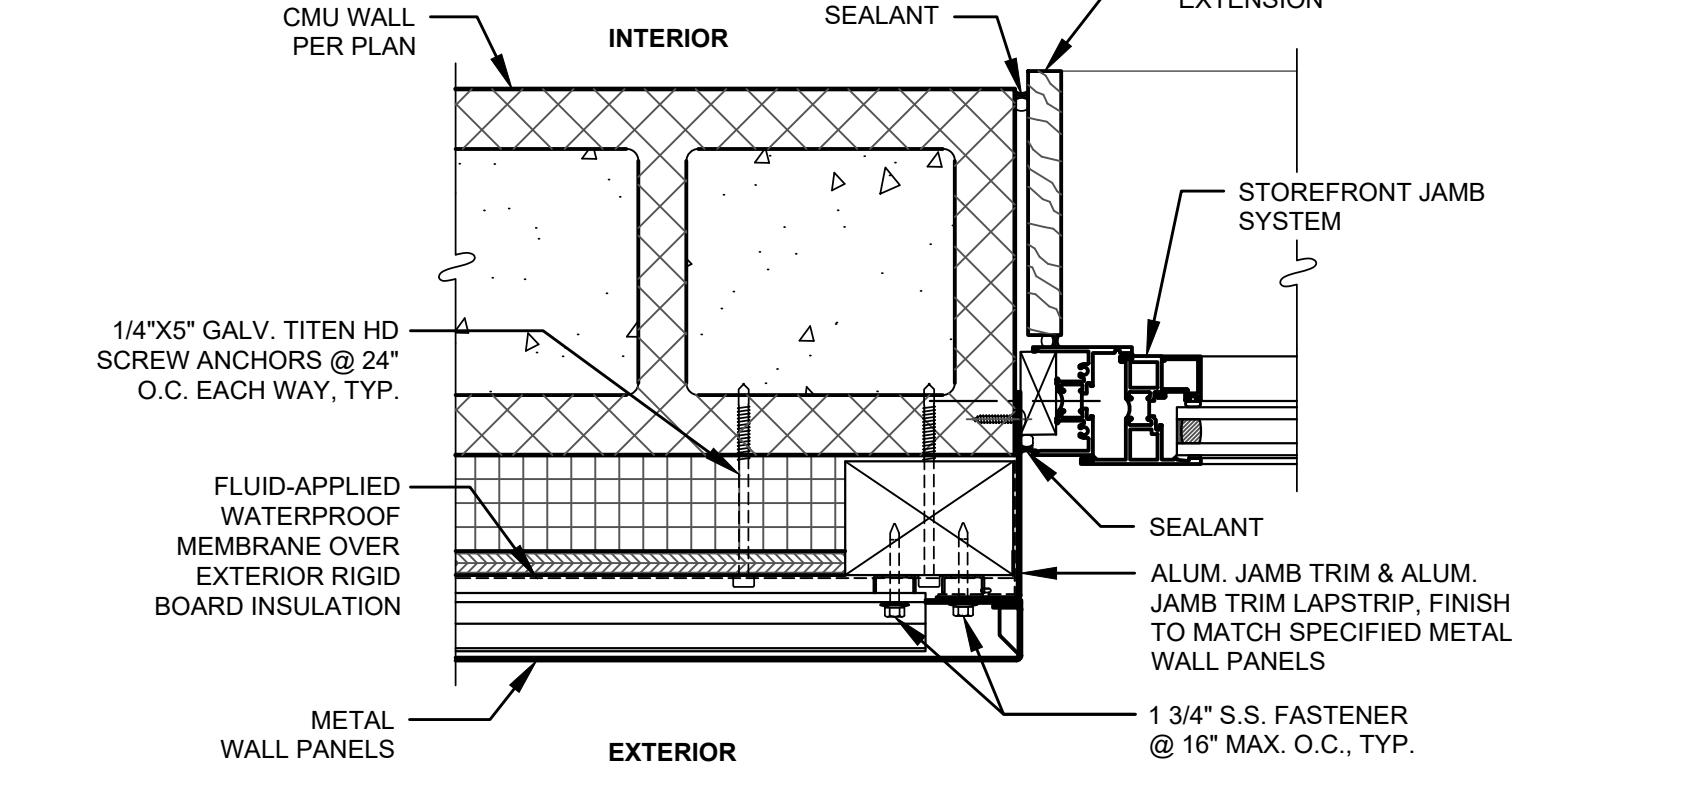 EXTENSION
CMU WALL
PER PLAN
INTERIOR
SEALANT
STOREFRONT JAMB
SYSTEM
1/4"X5" GALV. TITEN HD
SCREW ANCHORS @ 24"
O.C. EACH WAY, TYP.
FLUID-APPLIED
WATERPROOF
MEMBRANE OVER
EXTERIOR RIGID
BOARD INSULATION
SEALANT
ALUM. JAMB TRIM & ALUM.
JAMB TRIM LAPSTRIP, FINISH
TO MATCH SPECIFIED METAL
WALL PANELS
METAL
WALL PANELS
EXTERIOR
1 3/4" S.S. FASTENER
@ 16" MAX. O.C., TYP.